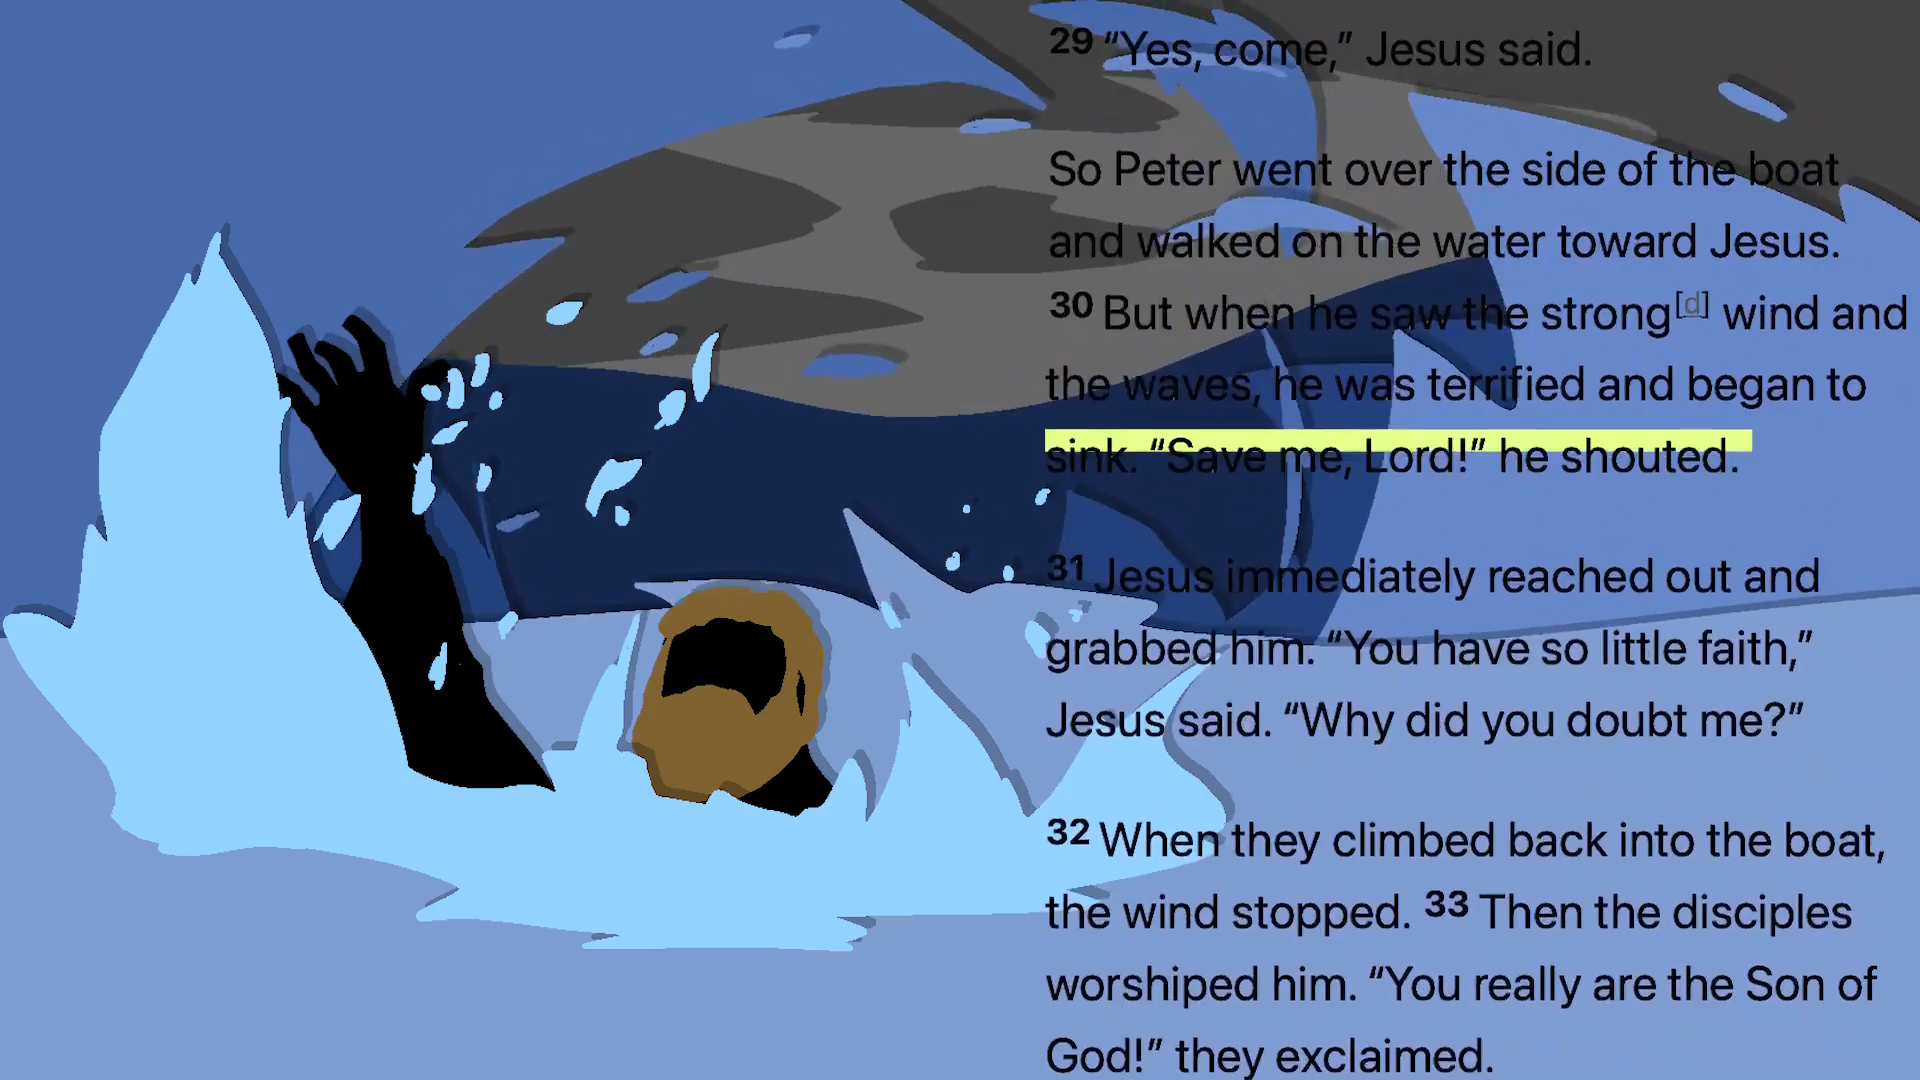 29 “Yes, come,” Jesus said.
So Peter went over the side of the boat
and walked on the water toward Jesus.
30 But when he saw the strong[d] wind and
the waves, he was terrified and began to
sink. “Save me, Lord!” he shouted.
31 Jesus immediately reached out and
grabbed him. “You have so little faith,”
Jesus said. “Why did you doubt me?”
32 When they climbed back into the boat,
the wind stopped. 33 Then the disciples
worshiped him. “You really are the Son of
God!” they exclaimed.